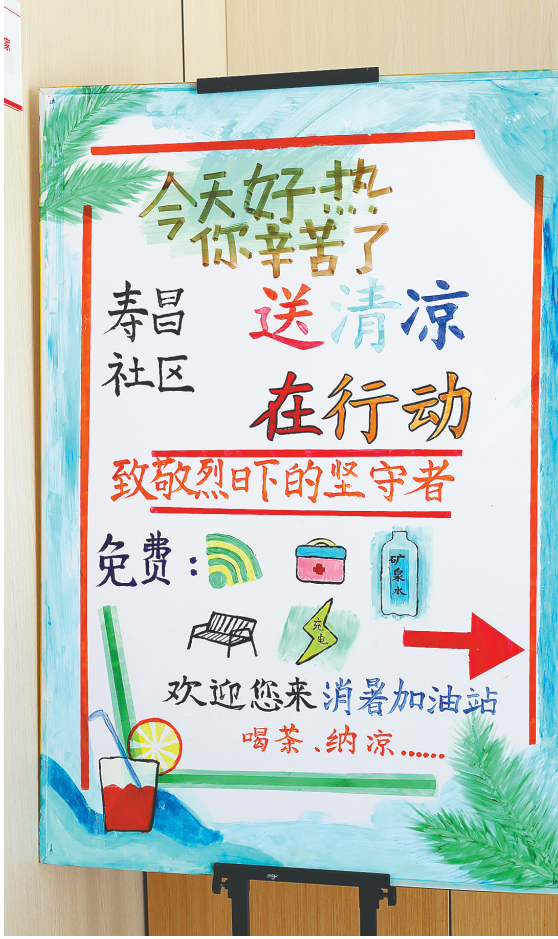 今天好热
你辛苦了
寿昌
社区
送清凉
在行动
致敬烈日下的坚守者
免费：
矿泉水
充电
欢迎您来消暑加油站
喝茶、纳凉……